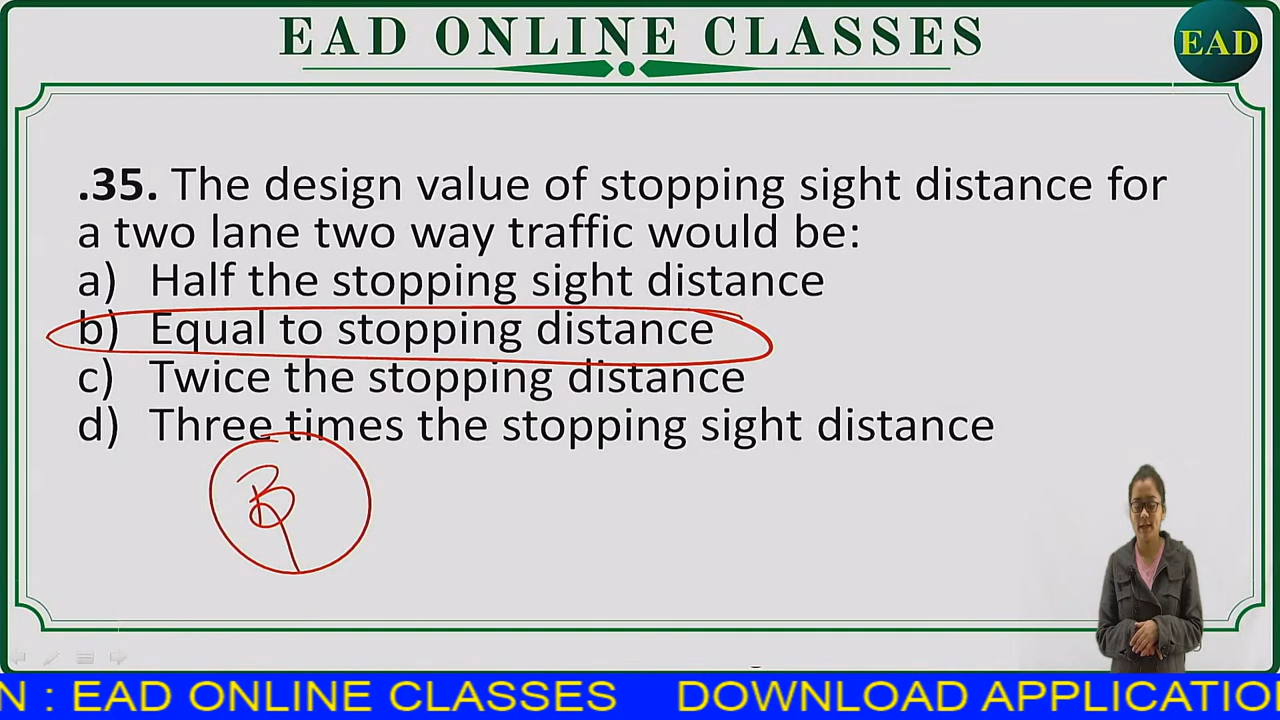 EAD ONLINE CLASSES
EAD
.35. The design value of stopping sight distance for
a two lane two way traffic would be:
a) Half the stopping sight distance
b) Equal to stopping distance
c) Twice the stopping distance
d) Three times the stopping sight distance
B
N : EAD ONLINE CLASSES DOWNLOAD APPLICATIO